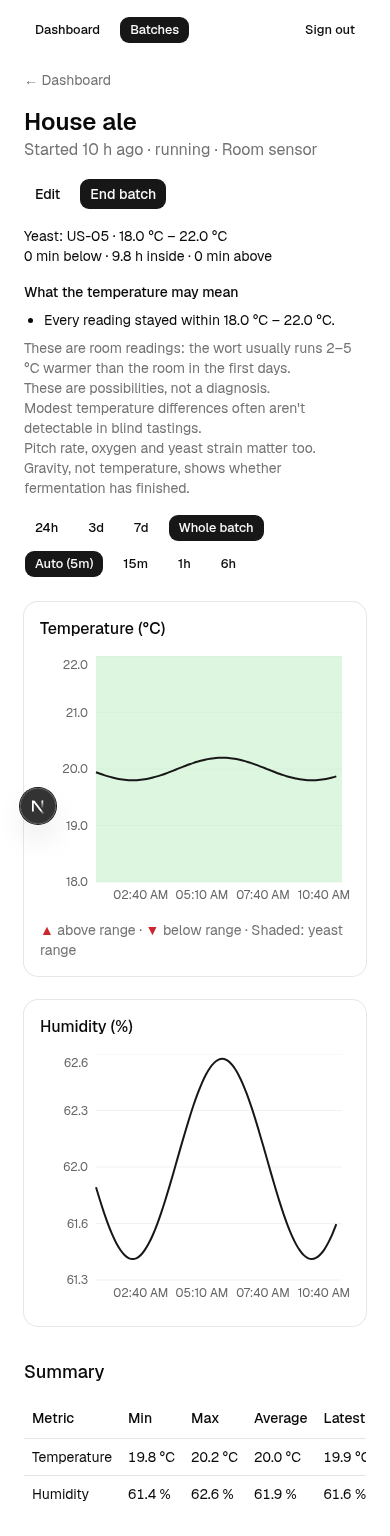 Dashboard Batches Sign out
← Dashboard
House ale
Started 10 h ago · running · Room sensor
Edit End batch
Yeast: US-05 · 18.0 °C – 22.0 °C
0 min below · 9.8 h inside · 0 min above
What the temperature may mean
• Every reading stayed within 18.0 °C – 22.0 °C.
These are room readings: the wort usually runs 2–5
°C warmer than the room in the first days.
These are possibilities, not a diagnosis.
Modest temperature differences often aren't
detectable in blind tastings.
Pitch rate, oxygen and yeast strain matter too.
Gravity, not temperature, shows whether
fermentation has finished.
24h 3d 7d Whole batch
Auto (5m) 15m 1h 6h
Temperature (°C)
22.0
21.0
20.0
N
19.0
18.0
02:40 AM 05:10 AM 07:40 AM 10:40 AM
▲ above range · ▼ below range · Shaded: yeast
range
Humidity (%)
62.6
62.3
62.0
61.6
61.3
02:40 AM 05:10 AM 07:40 AM 10:40 AM
Summary
Metric Min Max Average Latest
Temperature 19.8 °C 20.2 °C 20.0 °C 19.9 °C
Humidity 61.4 % 62.6 % 61.9 % 61.6 %